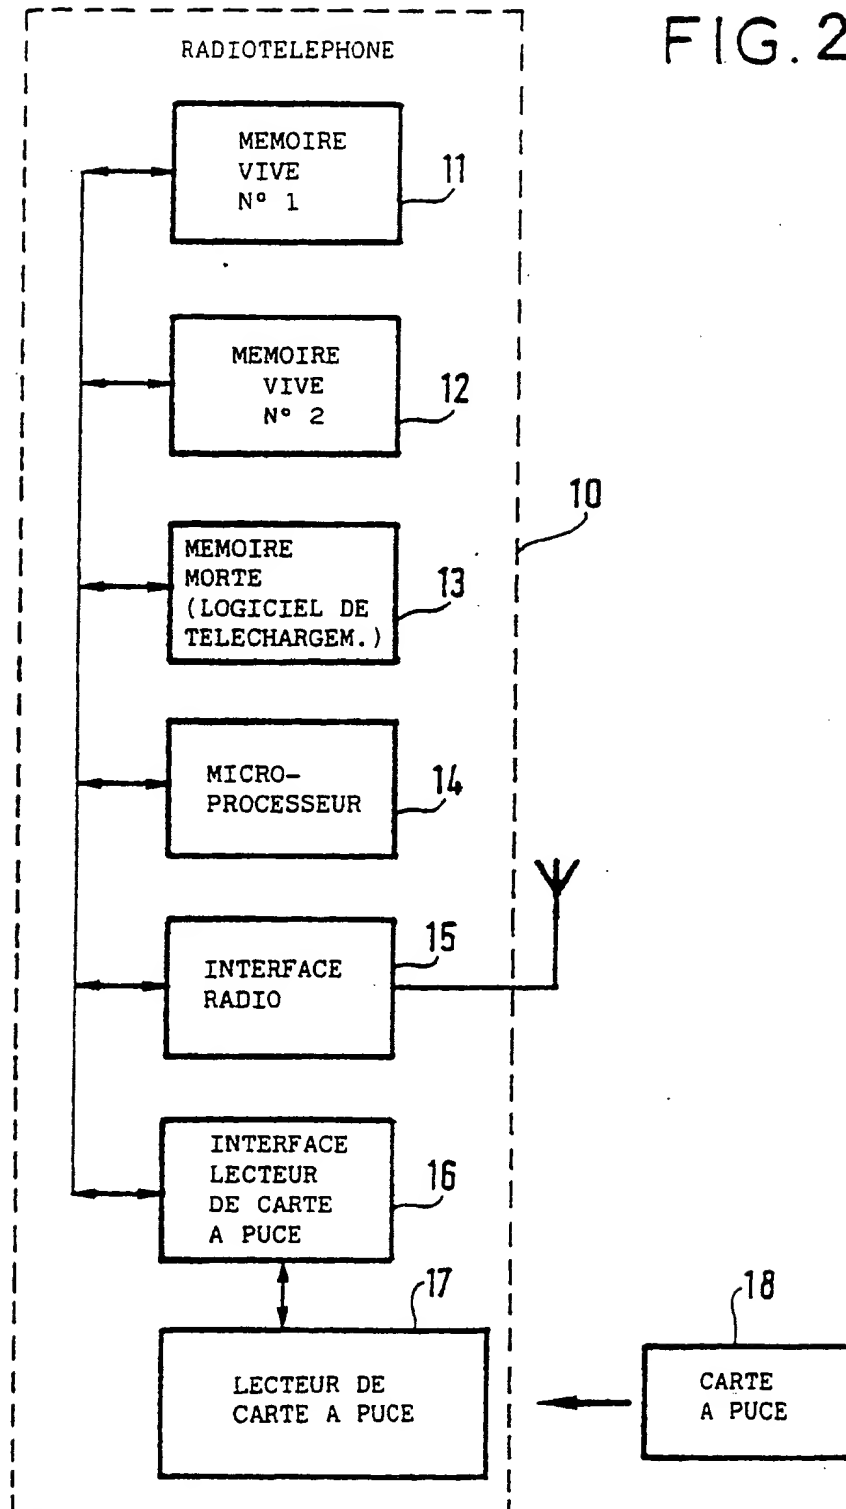 FIG. 2
RADIOTELEPHONE
MEMOIRE
VIVE
N° 1
11
MEMOIRE
VIVE
N° 2
12
10
MEMOIRE
MORTE
(LOGICIEL DE
TELECHARGEM.)
13
MICRO-
PROCESSEUR
14
INTERFACE
RADIO
15
INTERFACE
LECTEUR
DE CARTE
A PUCE
16
17
LECTEUR DE
CARTE A PUCE
18
CARTE
A PUCE